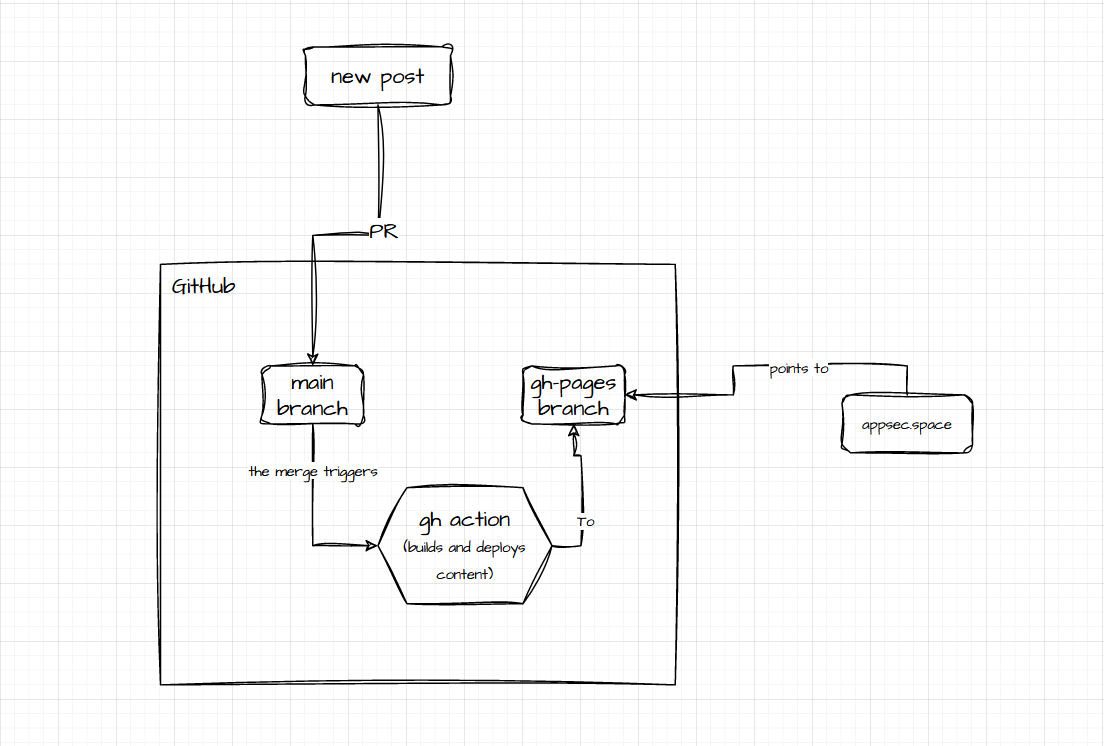 new post
PR
GitHub
main
branch
gh-pages
branch
points to
appsec.space
the merge triggers
gh action
(builds and deploys
content)
To